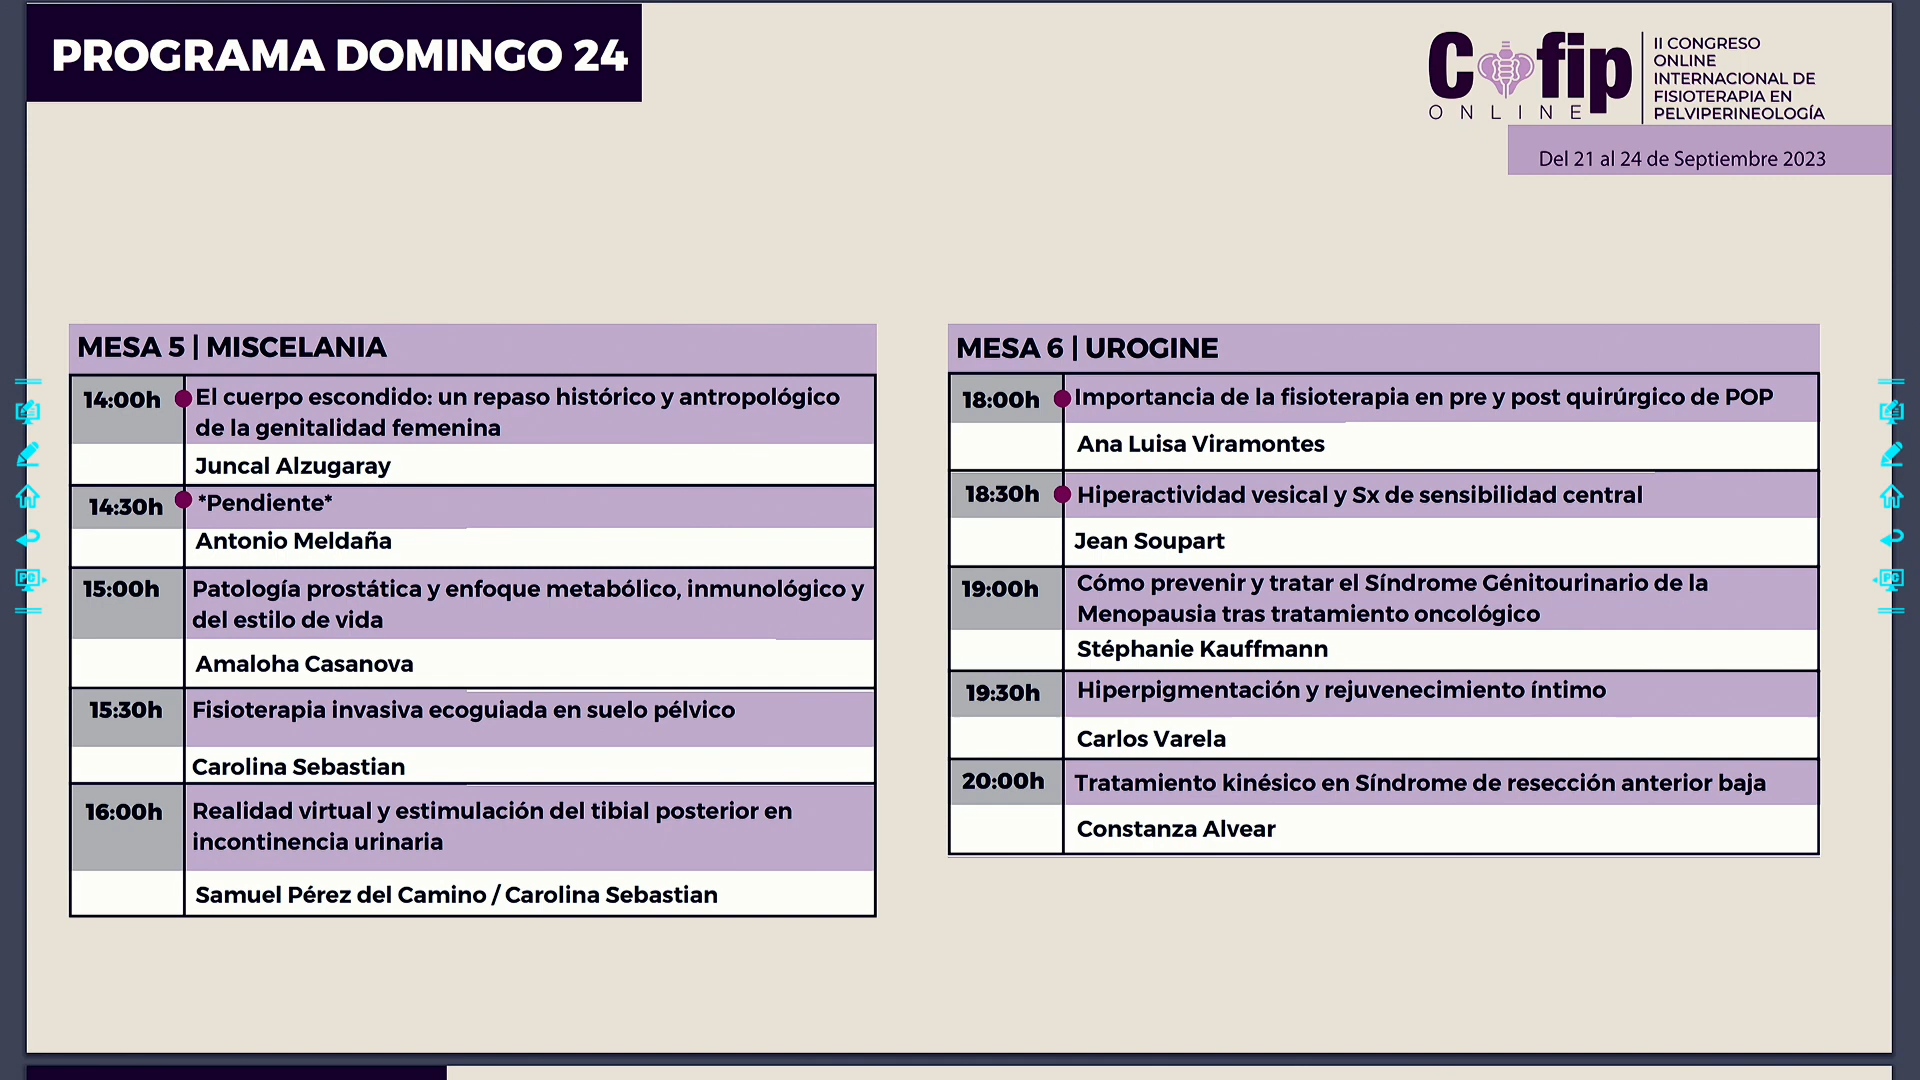 PROGRAMA DOMINGO 24
Cofip
ONLINE
II CONGRESO
ONLINE
INTERNACIONAL DE
FISIOTERAPIA EN
PELVIPERINEOLOGÍA
Del 21 al 24 de Septiembre 2023
MESA 5 | MISCELANIA
14:00h El cuerpo escondido: un repaso histórico y antropológico
de la genitalidad femenina
Juncal Alzugaray
14:30h *Pendiente*
Antonio Meldaña
15:00h Patología prostática y enfoque metabólico, inmunológico y
del estilo de vida
Amaloha Casanova
15:30h Fisioterapia invasiva ecoguiada en suelo pélvico
Carolina Sebastian
16:00h Realidad virtual y estimulación del tibial posterior en
incontinencia urinaria
Samuel Pérez del Camino / Carolina Sebastian
MESA 6 | UROGINE
18:00h Importancia de la fisioterapia en pre y post quirúrgico de POP
Ana Luisa Viramontes
18:30h Hiperactividad vesical y Sx de sensibilidad central
Jean Soupart
19:00h Cómo prevenir y tratar el Síndrome Génitourinario de la
Menopausia tras tratamiento oncológico
Stéphanie Kauffmann
19:30h Hiperpigmentación y rejuvenecimiento íntimo
Carlos Varela
20:00h Tratamiento kinésico en Síndrome de resección anterior baja
Constanza Alvear
PC
PC